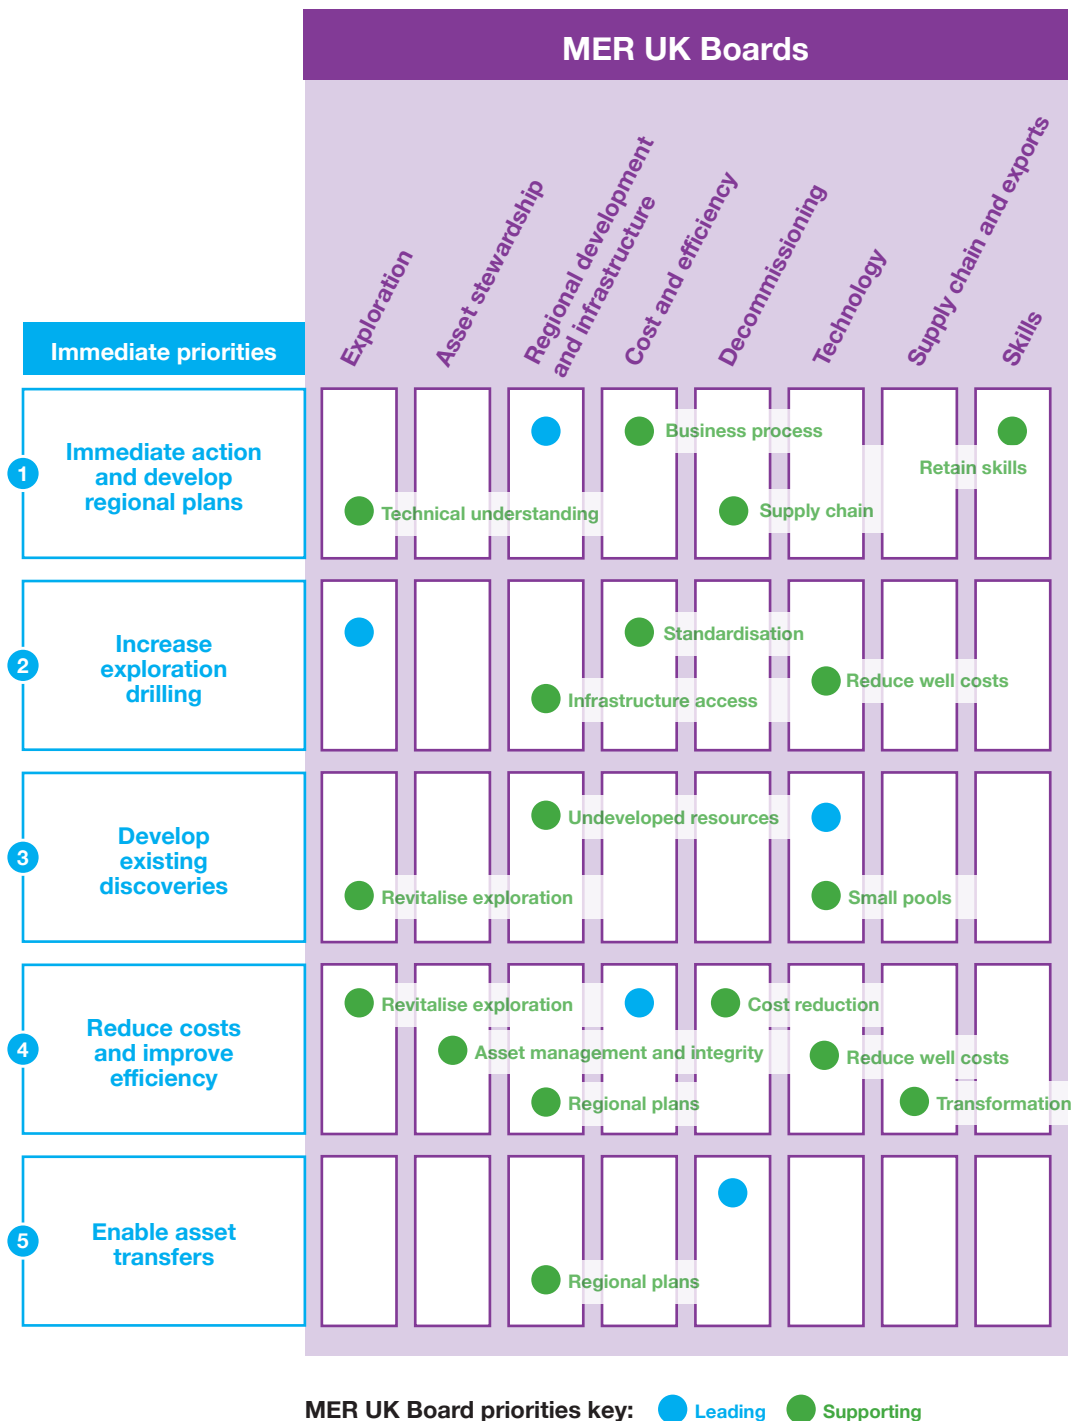 MER UK Boards
Exploration
Asset stewardship
Regional development
and infrastructure
Cost and efficiency
Decommissioning
Technology
Supply chain and exports
Skills
Immediate priorities
1
Immediate action
and develop
regional plans
Business process
Retain skills
Technical understanding
Supply chain
2
Increase
exploration
drilling
Standardisation
Reduce well costs
Infrastructure access
3
Develop
existing
discoveries
Undeveloped resources
Revitalise exploration
Small pools
4
Reduce costs
and improve
efficiency
Revitalise exploration
Cost reduction
Asset management and integrity
Reduce well costs
Regional plans
Transformation
5
Enable asset
transfers
Regional plans
MER UK Board priorities key: Leading Supporting